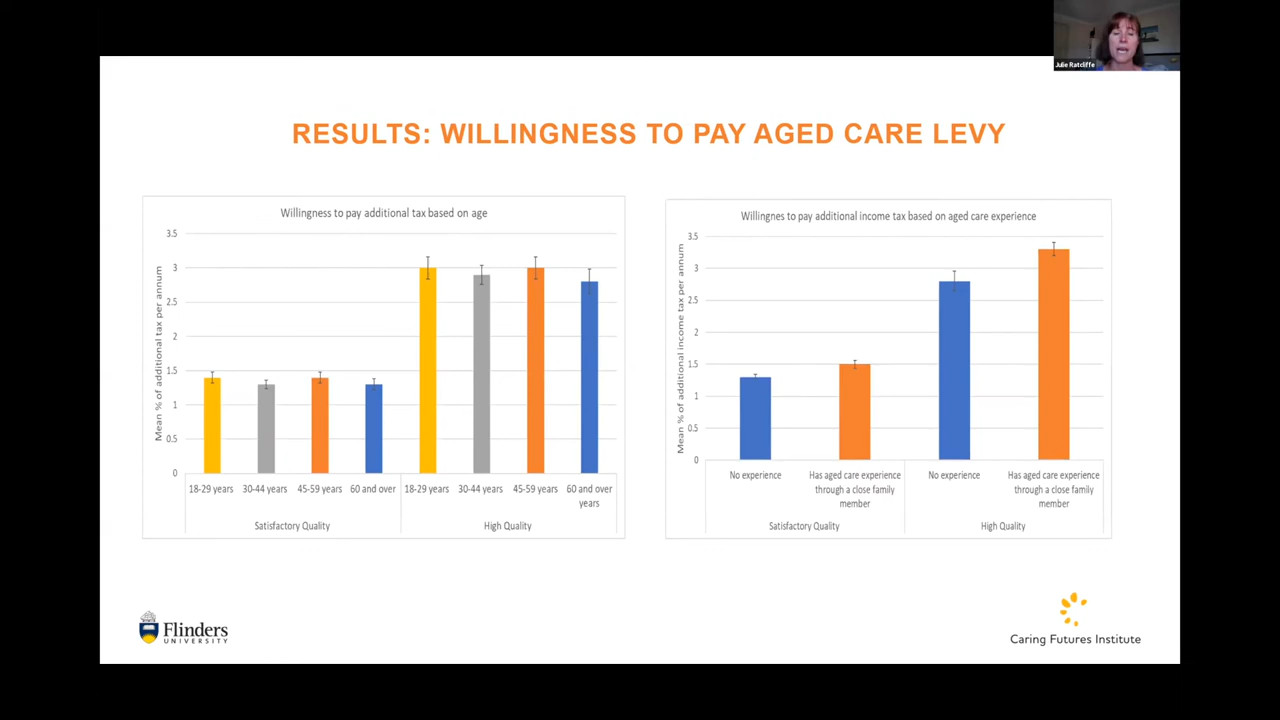 Julie Ratcliffe
RESULTS: WILLINGNESS TO PAY AGED CARE LEVY
Willingness to pay additional tax based on age
Mean % of additional tax per annum
3.5
3
2.5
2
1.5
1
0.5
0
18-29 years
30-44 years
45-59 years
60 and over
18-29 years
30-44 years
45-59 years
60 and over
years
Satisfactory Quality
High Quality
Willingnes to pay additional income tax based on aged care experience
Mean % of additional income tax per annum
3.5
3
2.5
2
1.5
1
0.5
0
No experience
Has aged care experience
through a close family
member
No experience
Has aged care experience
through a close family
member
Satisfactory Quality
High Quality
Flinders
UNIVERSITY
Caring Futures Institute